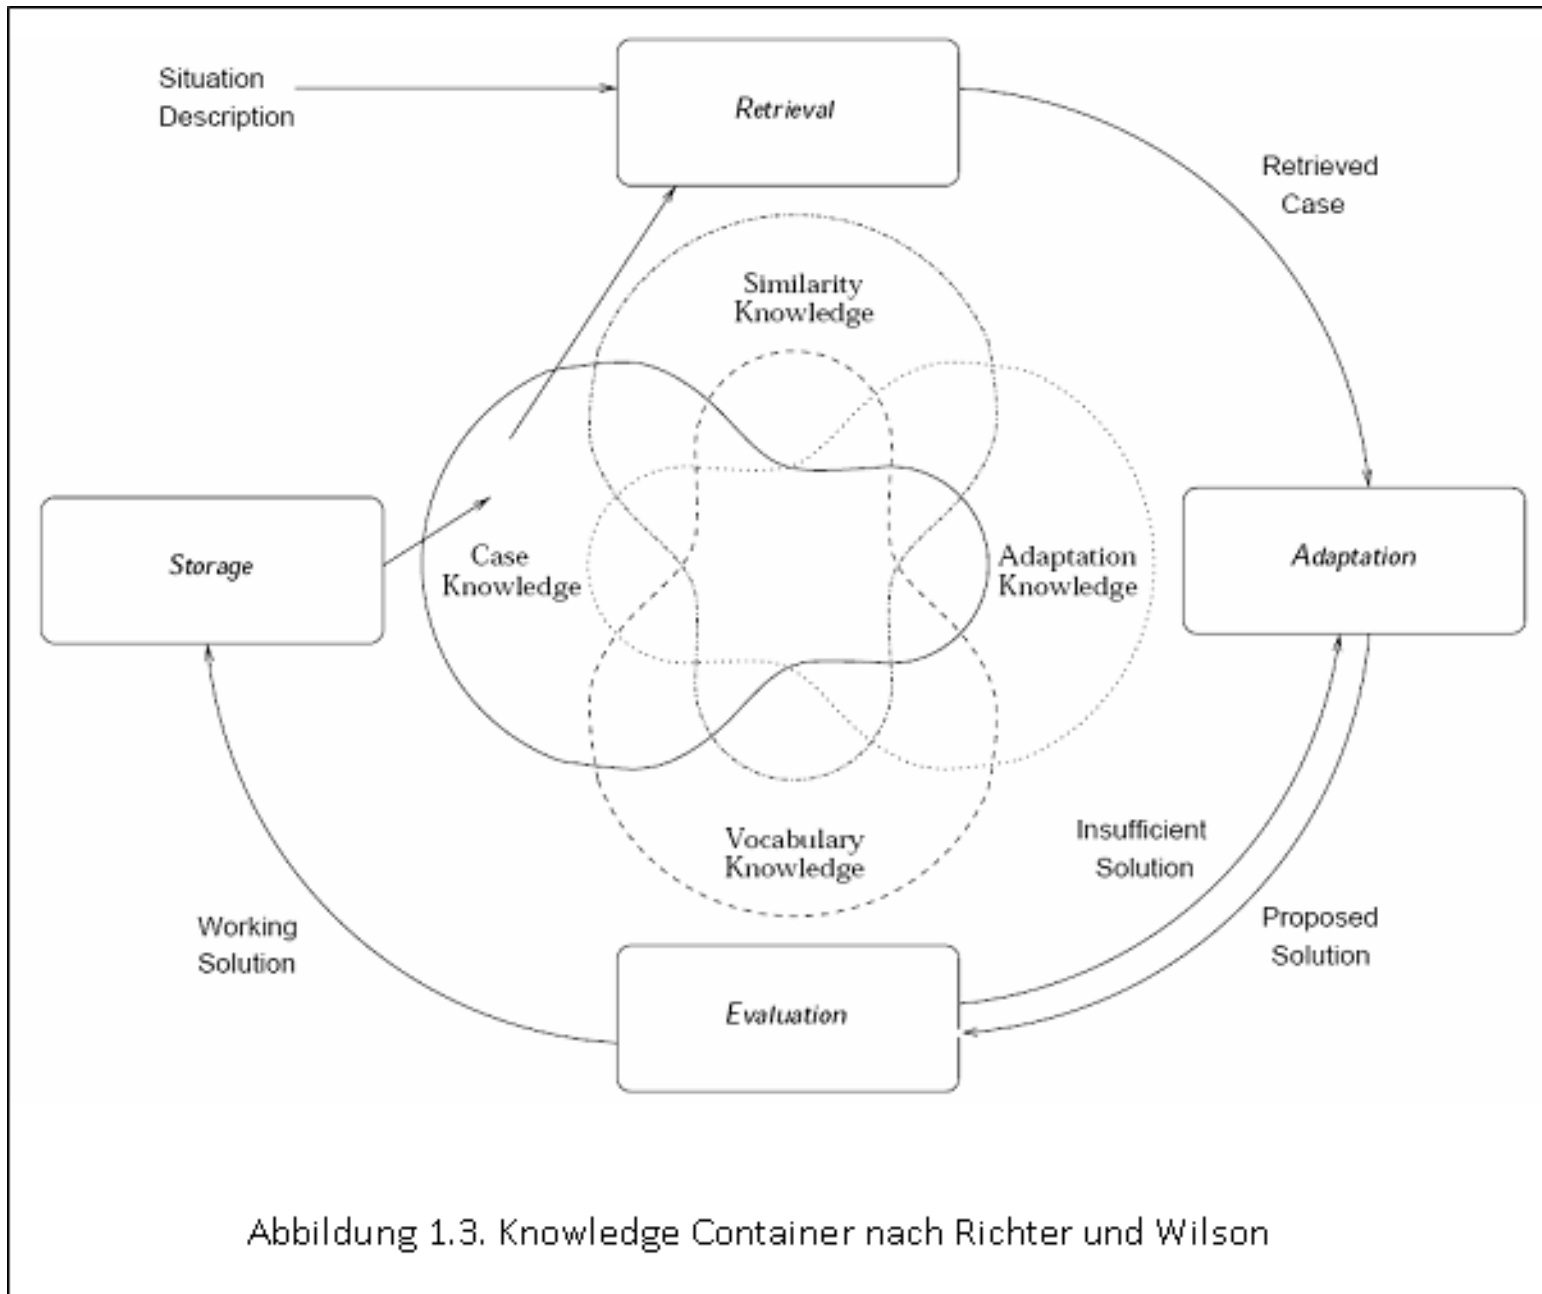 Situation
Description
Retrieval
Retrieved
Case
Similarity
Knowledge
Storage
Case
Knowledge
Adaptation
Knowledge
Adaptation
Vocabulary
Knowledge
Insufficient
Solution
Working
Solution
Proposed
Solution
Evaluation
Abbildung 1.3. Knowledge Container nach Richter und Wilson